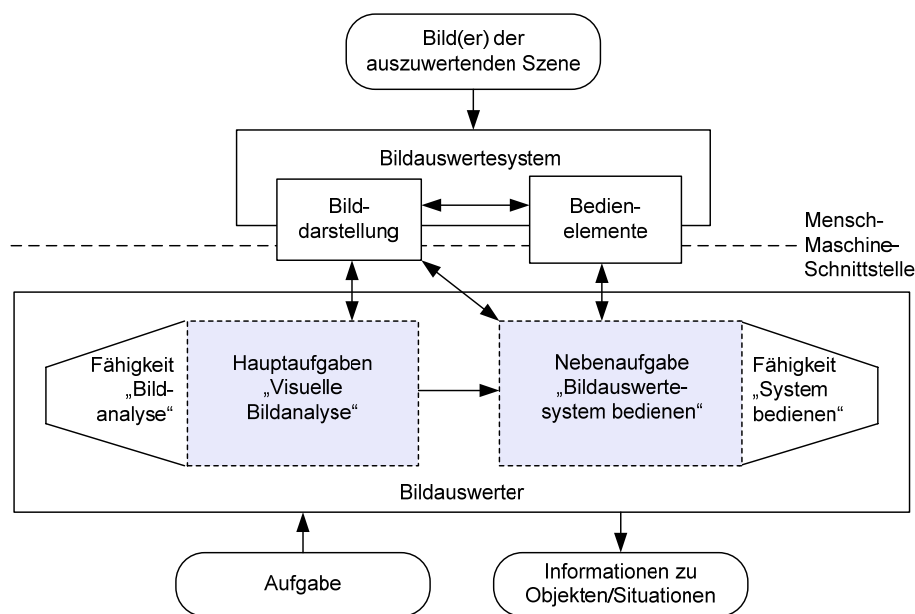 Bild(er) der
auszuwertenden Szene
Bildauswertesystem
Bild-
darstellung
Bedien-
elemente
Mensch-
Maschine-
Schnittstelle
Fähigkeit
„Bild-
analyse“
Hauptaufgaben
„Visuelle
Bildanalyse“
Nebenaufgabe
„Bildauswerte-
system bedienen“
Fähigkeit
„System
bedienen“
Bildauswerter
Aufgabe
Informationen zu
Objekten/Situationen